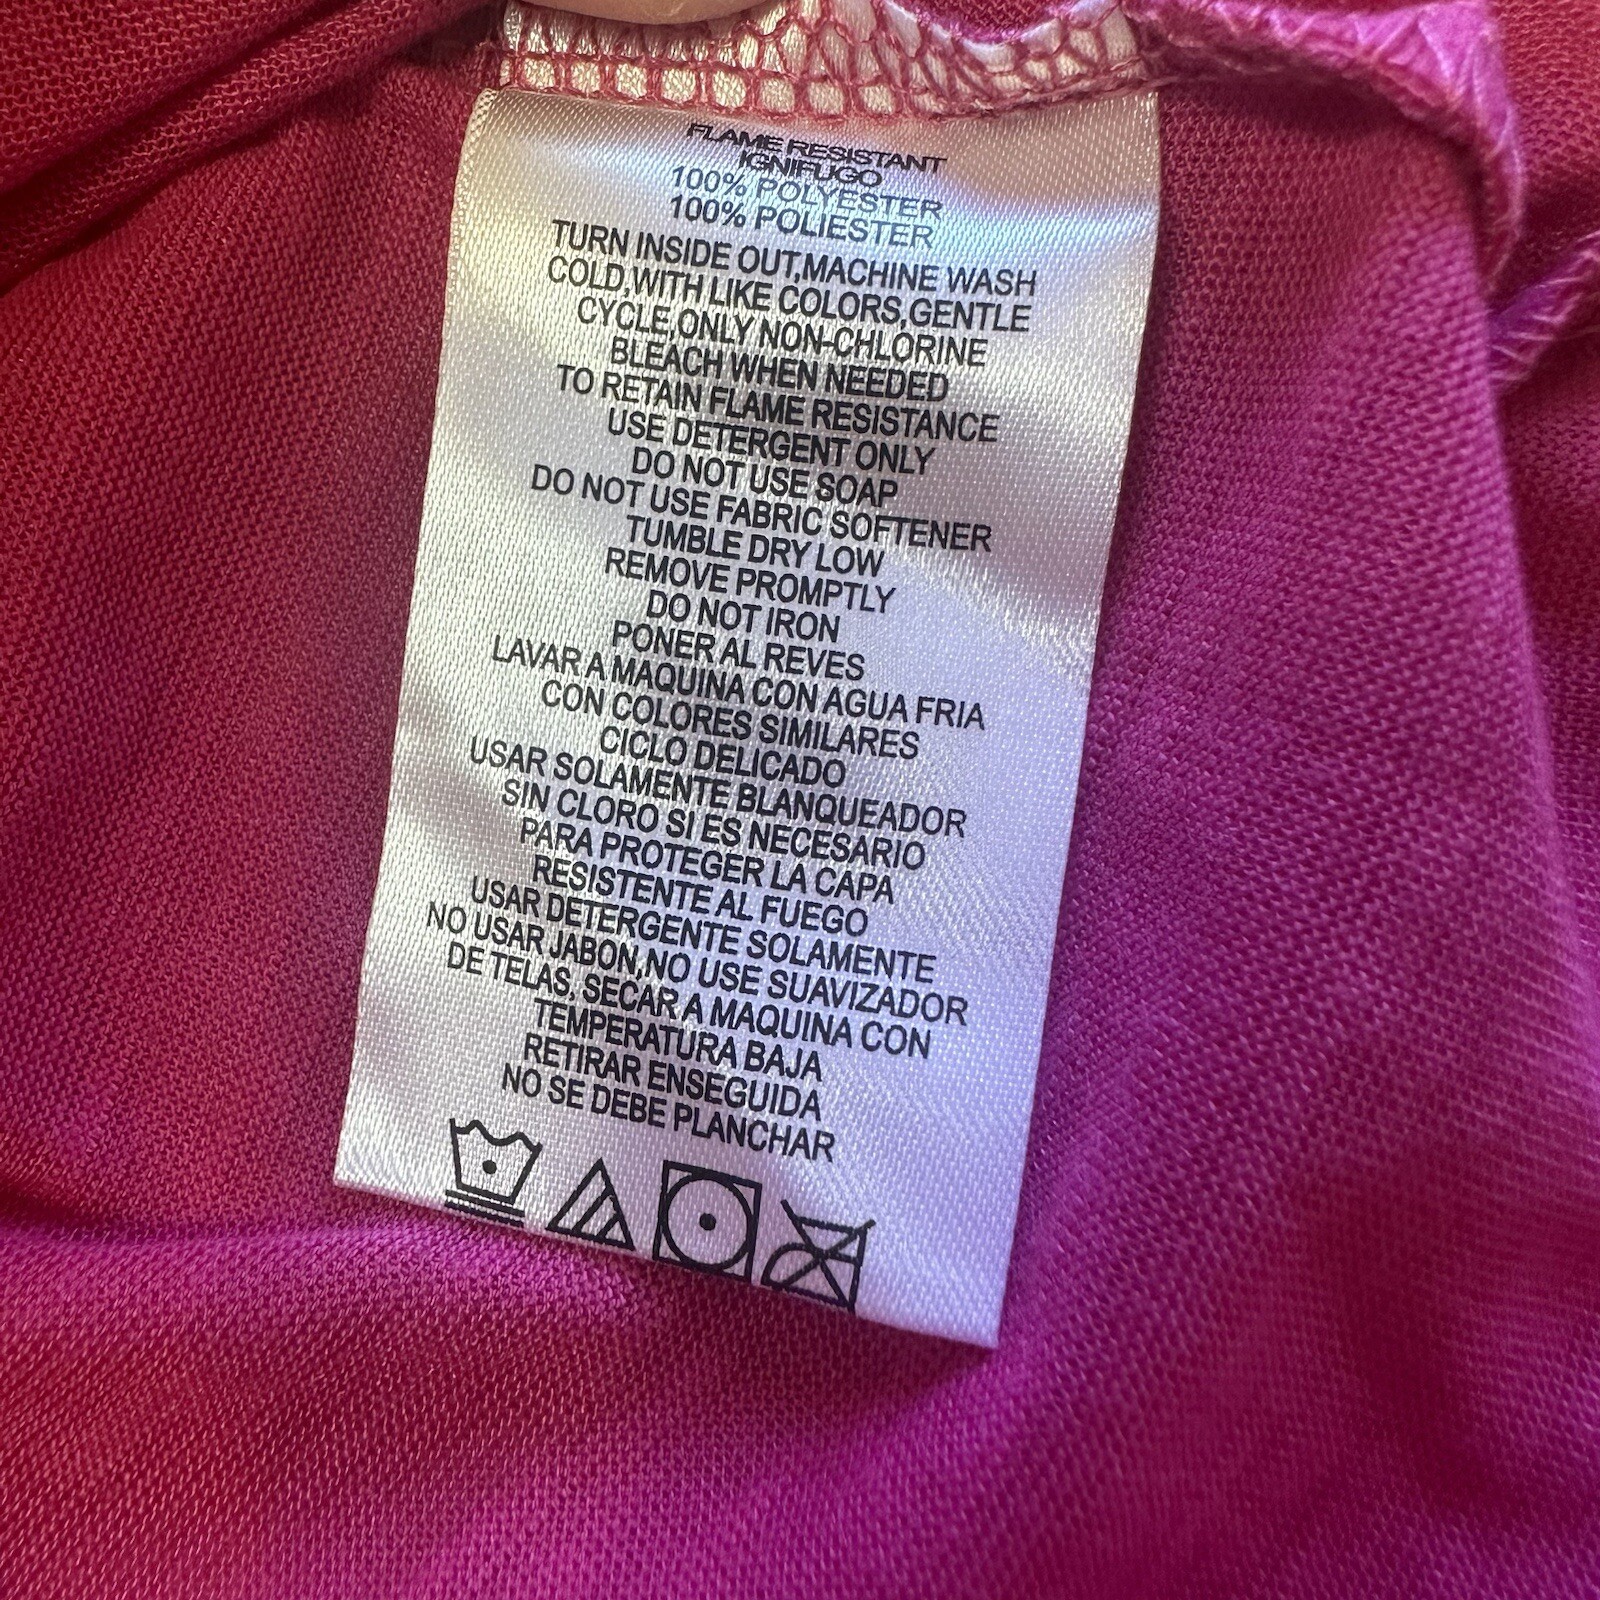 FLAME RESISTANT
IGNIFUGO
100% POLYESTER
100% POLIESTER
TURN INSIDE OUT,MACHINE WASH
COLD,WITH LIKE COLORS,GENTLE
CYCLE,ONLY NON-CHLORINE
BLEACH WHEN NEEDED
TO RETAIN FLAME RESISTANCE
USE DETERGENT ONLY
DO NOT USE SOAP
DO NOT USE FABRIC SOFTENER
TUMBLE DRY LOW
REMOVE PROMPTLY
DO NOT IRON
PONER AL REVES
LAVAR A MAQUINA CON AGUA FRIA
CON COLORES SIMILARES
CICLO DELICADO
USAR SOLAMENTE BLANQUEADOR
SIN CLORO SI ES NECESARIO
PARA PROTEGER LA CAPA
RESISTENTE AL FUEGO
USAR DETERGENTE SOLAMENTE
NO USAR JABON,NO USE SUAVIZADOR
DE TELAS, SECAR A MAQUINA CON
TEMPERATURA BAJA
RETIRAR ENSEGUIDA
NO SE DEBE PLANCHAR